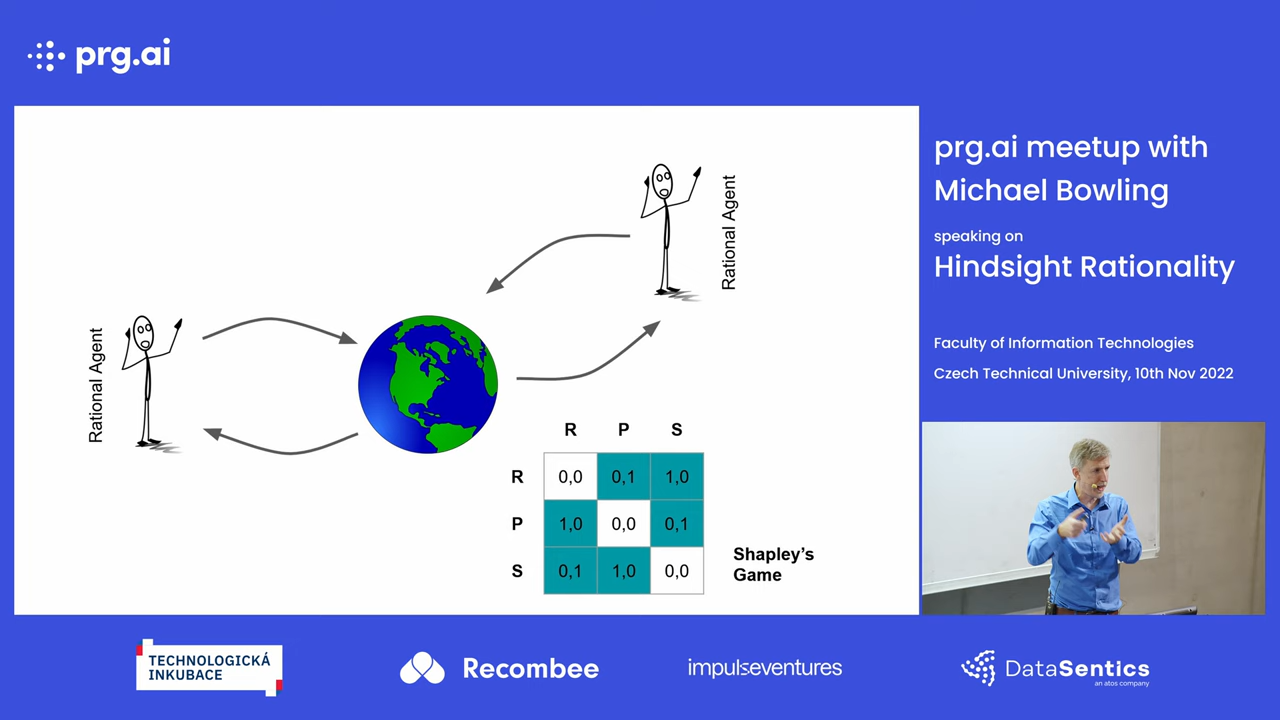 prg.ai
prg.ai meetup with
Michael Bowling
speaking on
Hindsight Rationality
Faculty of Information Technologies
Czech Technical University, 10th Nov 2022
Rational Agent
Rational Agent
R P S
R 0,0 0,1 1,0
P 1,0 0,0 0,1
S 0,1 1,0 0,0
Shapley's
Game
TECHNOLOGICKÁ
INKUBACE
Recombee
impulseventures
DataSentics
an atos company